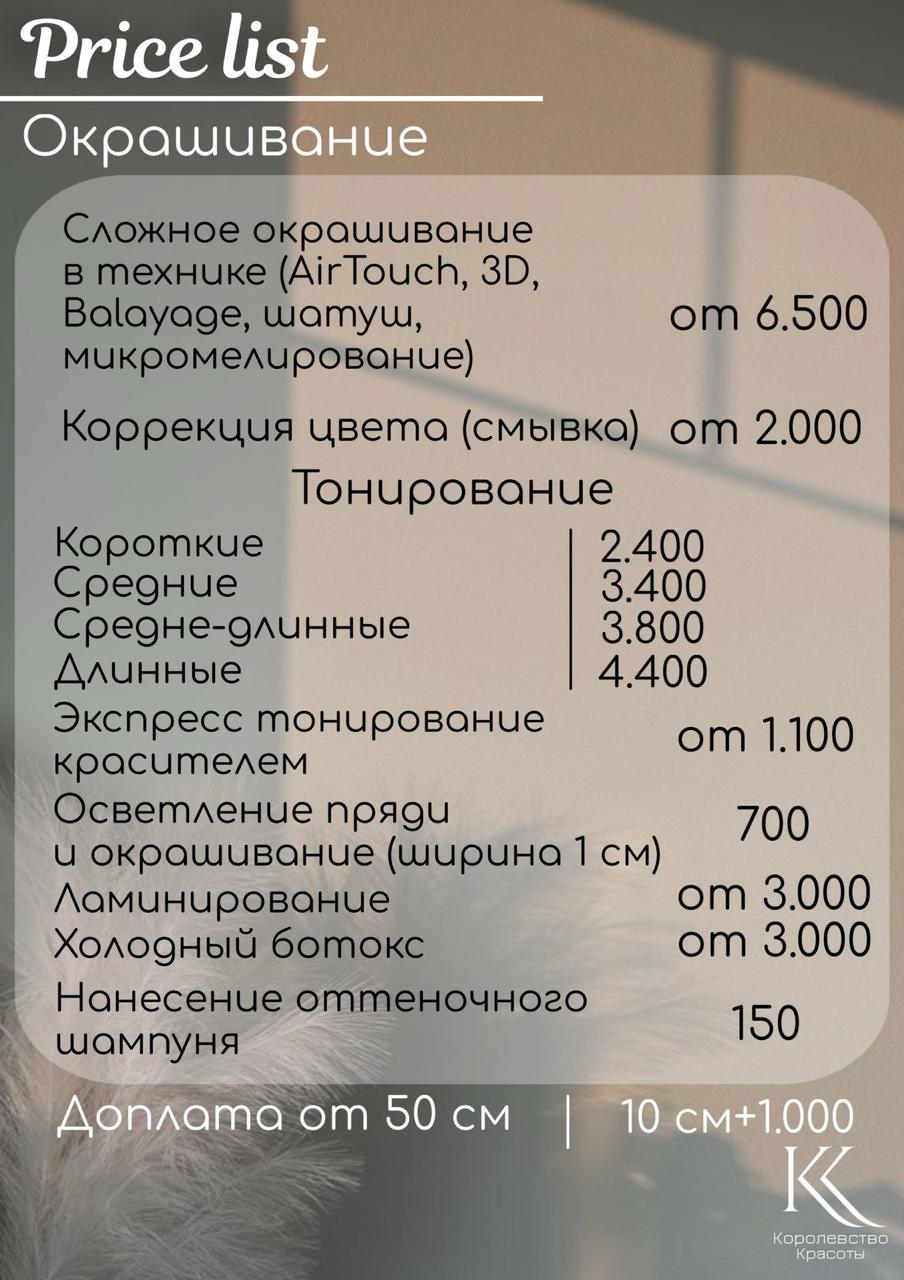 Price list
Окрашивание
Сложное окрашивание
в технике (AirTouch, 3D,
Balayage, шатуш,
микромелирование)
от 6.500
Коррекция цвета (смывка) от 2.000
Тонирование
Короткие | 2.400
Средние | 3.400
Средне-длинные | 3.800
Длинные | 4.400
Экспресс тонирование
красителем
от 1.100
Осветление пряди
и окрашивание (ширина 1 см)
700
Ламинирование от 3.000
Холодный ботокс от 3.000
Нанесение оттеночного
шампуня
150
Доплата от 50 см | 10 см+1.000
КК
Королевство
Красоты